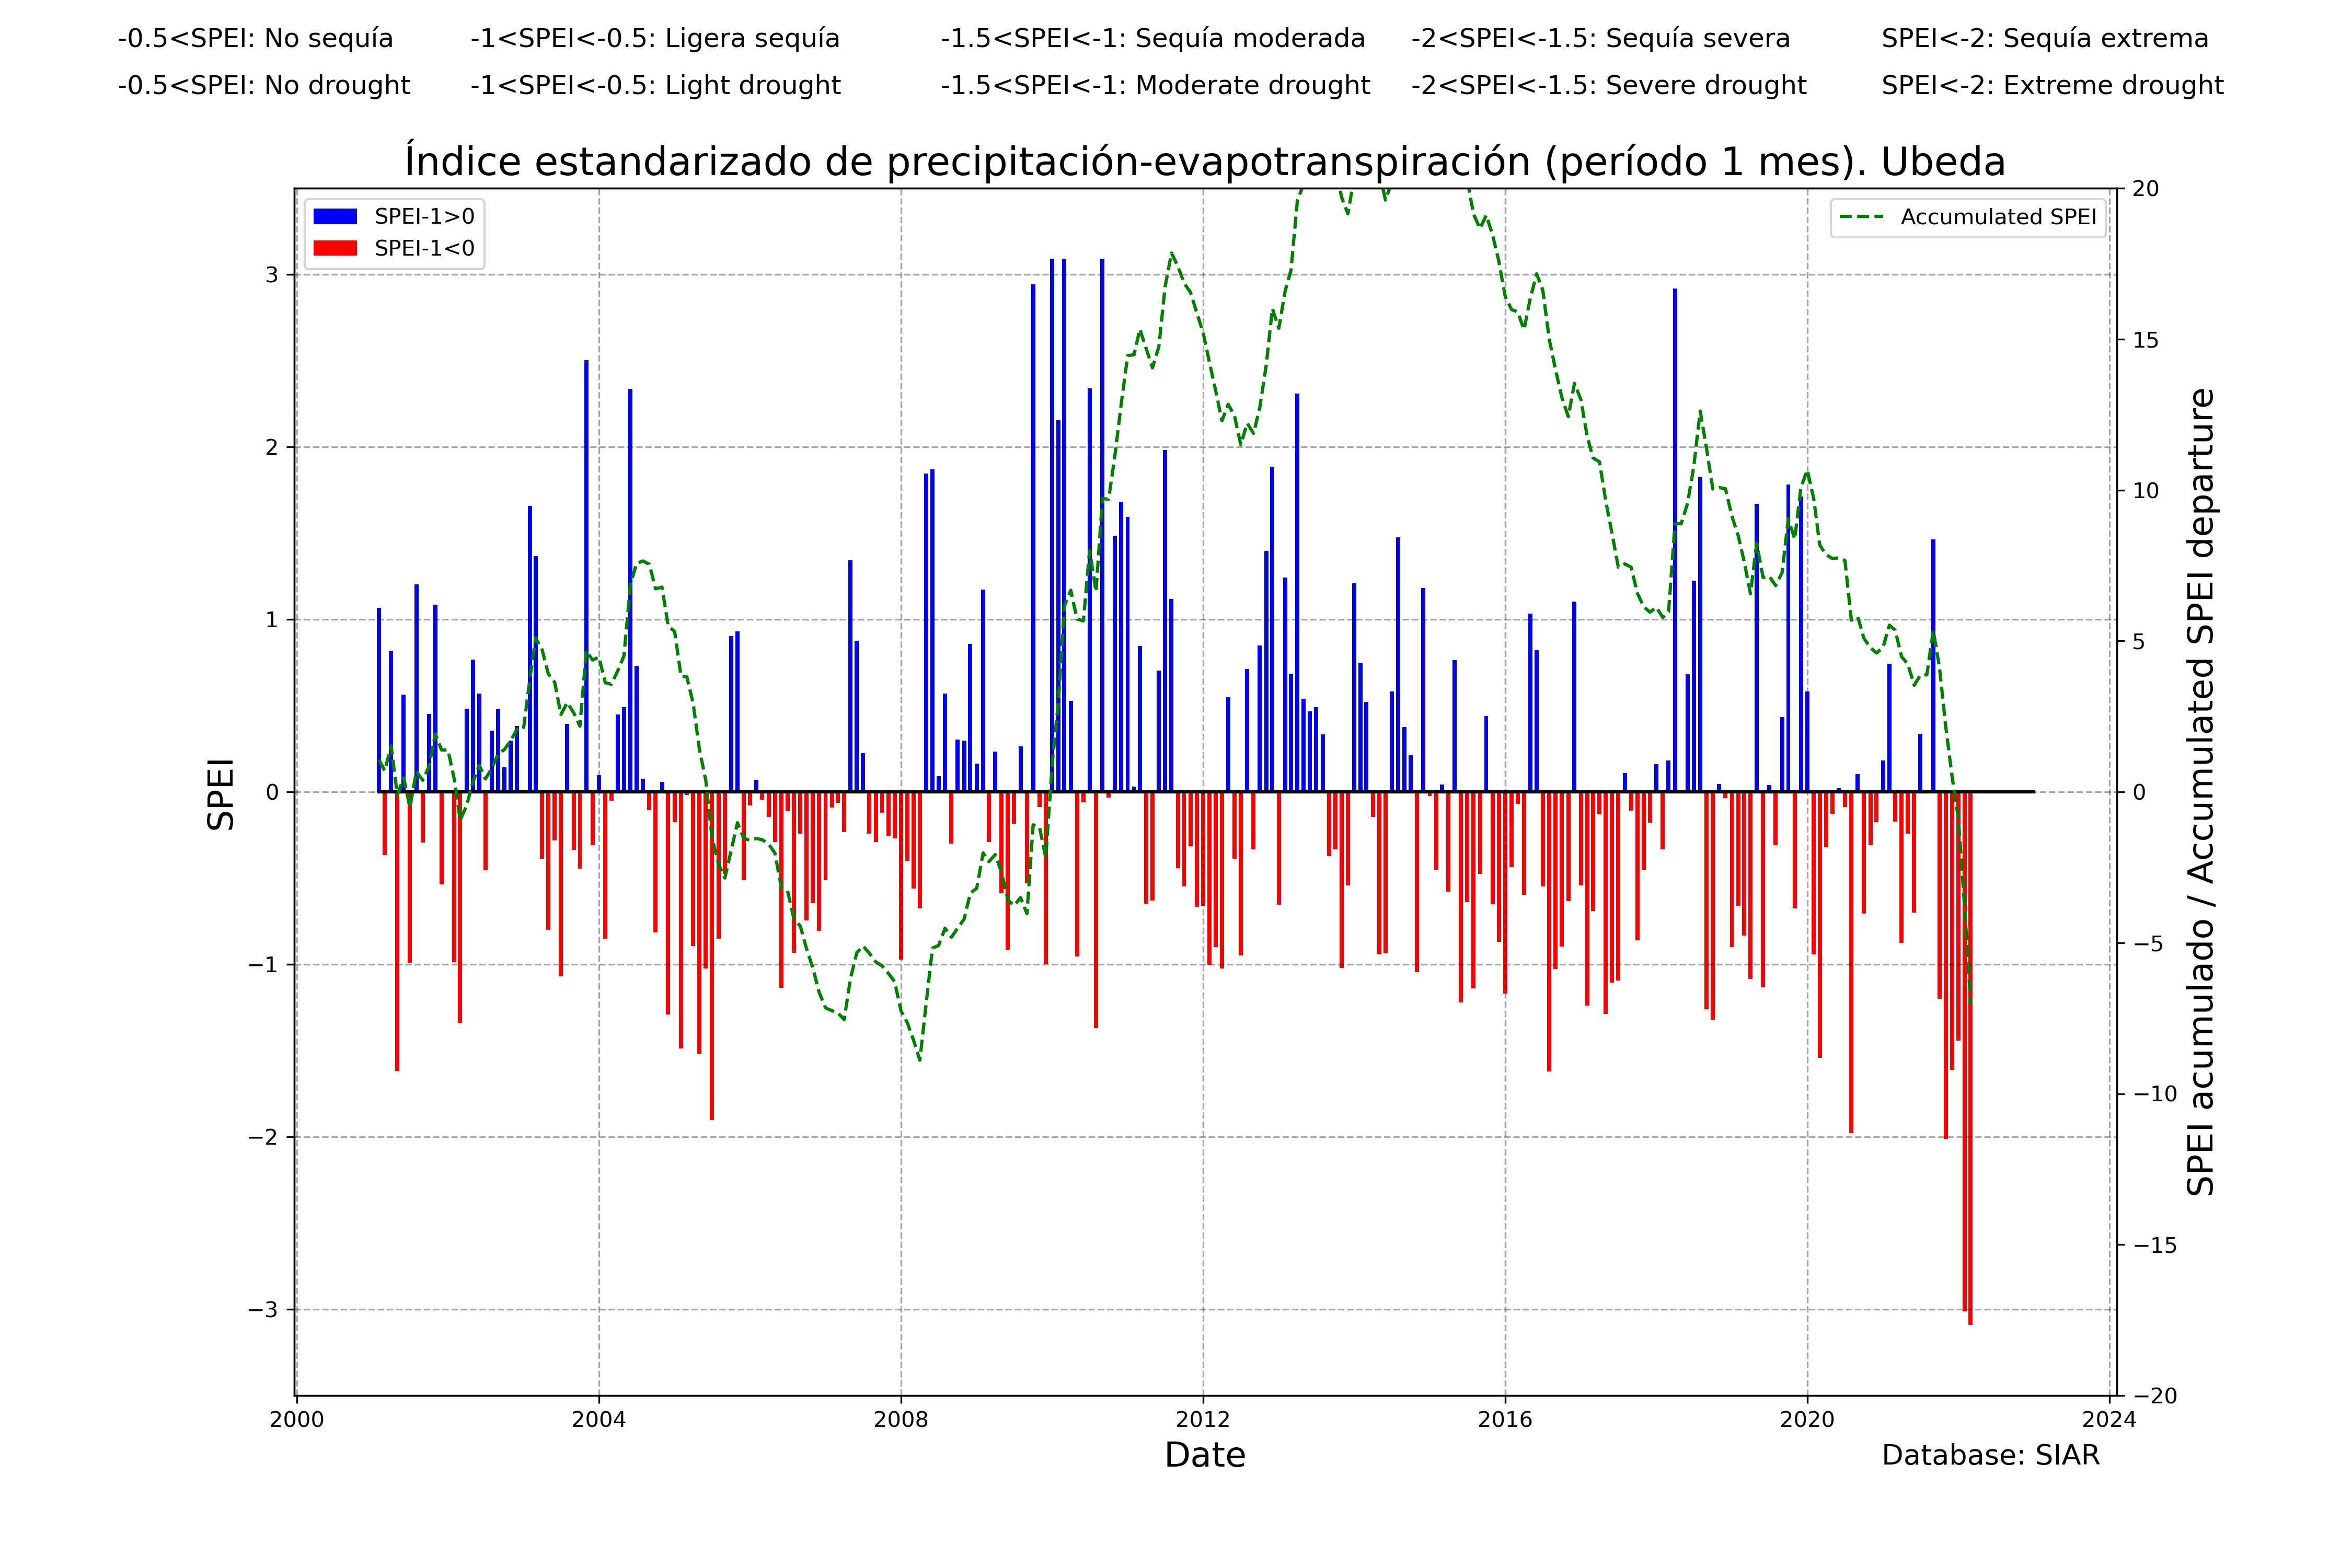 -0.5<SPEI: No sequía -1<SPEI<-0.5: Ligera sequía -1.5<SPEI<-1: Sequía moderada -2<SPEI<-1.5: Sequía severa SPEI<-2: Sequía extrema
-0.5<SPEI: No drought -1<SPEI<-0.5: Light drought -1.5<SPEI<-1: Moderate drought -2<SPEI<-1.5: Severe drought SPEI<-2: Extreme drought
Índice estandarizado de precipitación-evapotranspiración (período 1 mes). Ubeda
SPEI-1>0
SPEI-1<0
Accumulated SPEI
SPEI
3
2
1
0
−1
−2
−3
20
15
10
5
0
−5
−10
−15
−20
SPEI acumulado / Accumulated SPEI departure
2000 2004 2008 2012 2016 2020 2024
Date
Database: SIAR